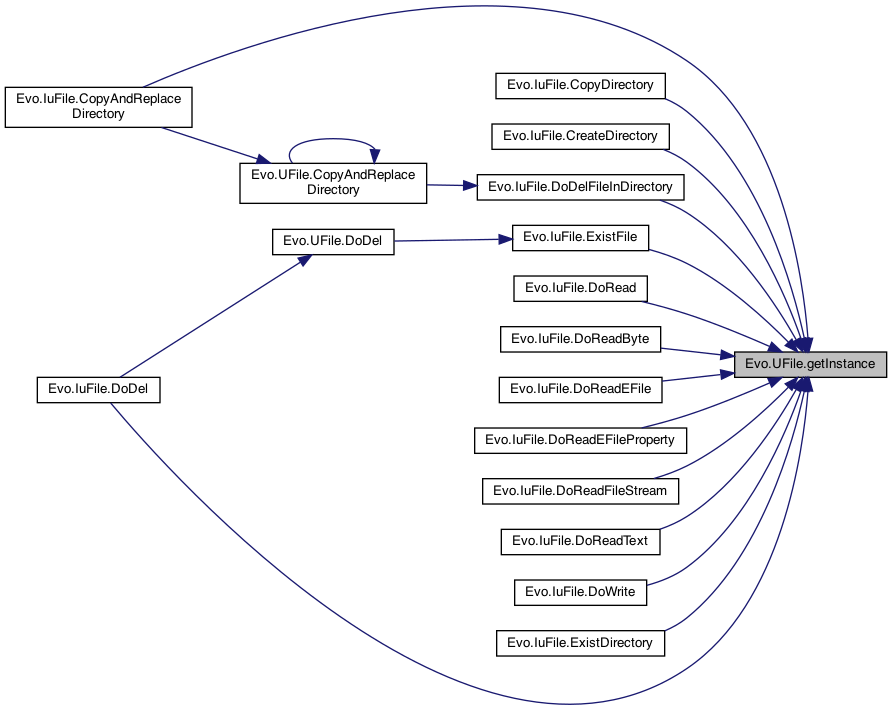 Evo.IuFile.CopyDirectory
Evo.IuFile.CopyAndReplace
Directory
Evo.IuFile.CreateDirectory
Evo.UFile.CopyAndReplace
Directory
Evo.IuFile.DoDelFileInDirectory
Evo.UFile.DoDel
Evo.IuFile.ExistFile
Evo.IuFile.DoRead
Evo.IuFile.DoReadByte
Evo.UFile.getInstance
Evo.IuFile.DoDel
Evo.IuFile.DoReadEFile
Evo.IuFile.DoReadEFileProperty
Evo.IuFile.DoReadFileStream
Evo.IuFile.DoReadText
Evo.IuFile.DoWrite
Evo.IuFile.ExistDirectory